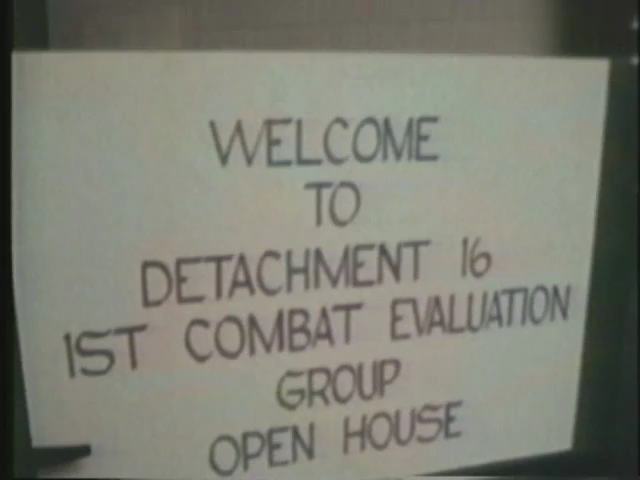 WELCOME
TO
DETACHMENT 16
1ST COMBAT EVALUATION
GROUP
OPEN HOUSE